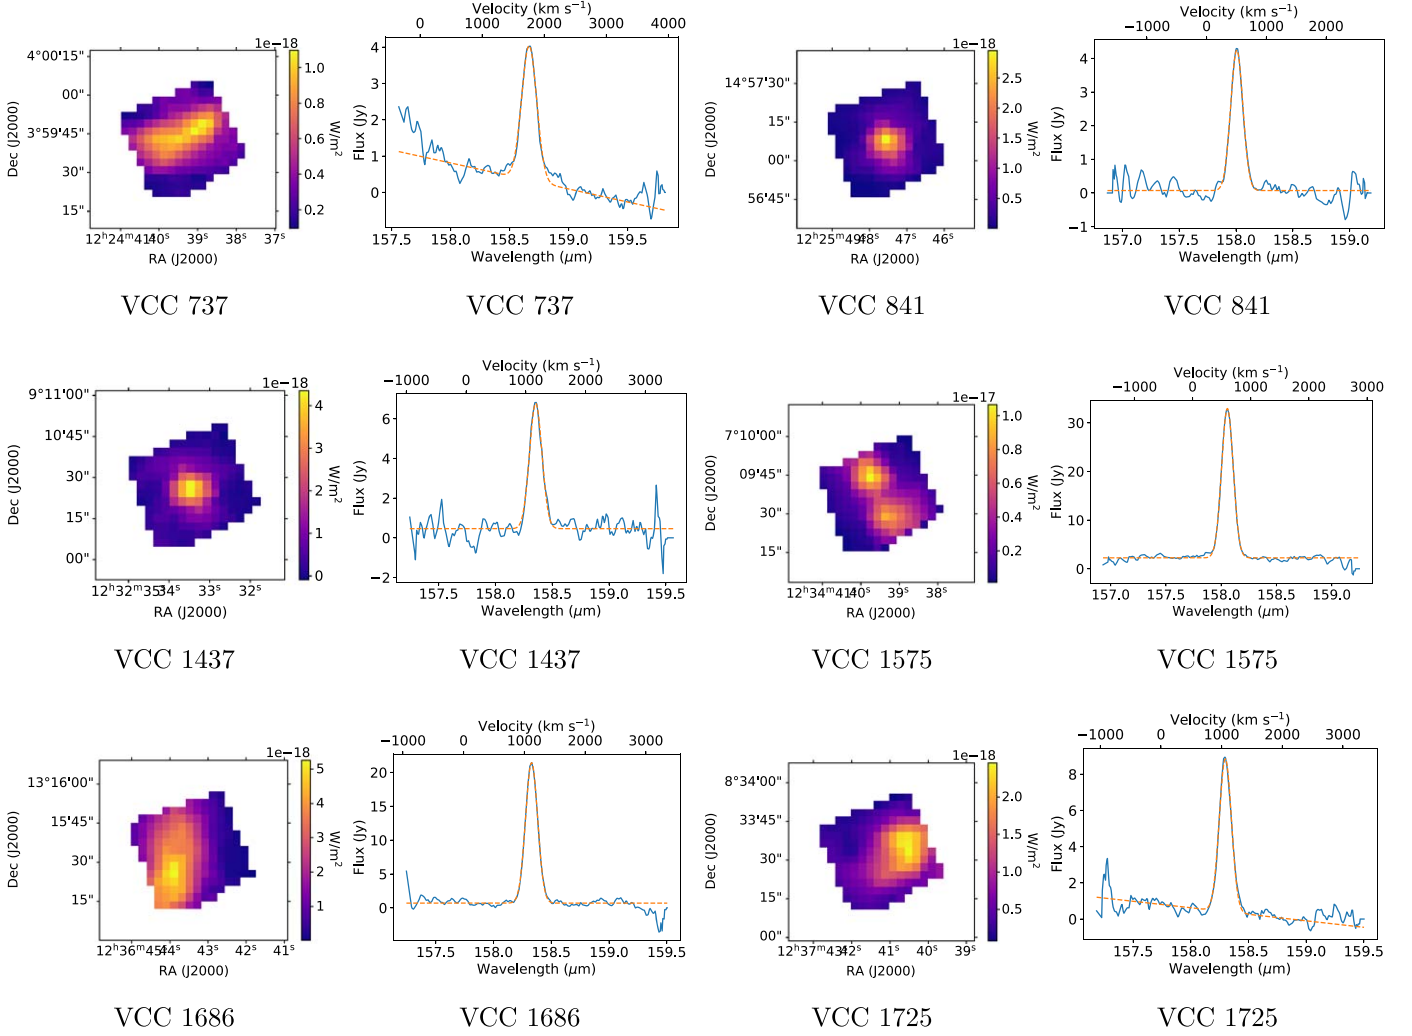 Velocity (km s−1)
0 1000 2000 3000 4000
Velocity (km s−1)
−1000 0 1000 2000
1e−18
4°00'15"
00"
3°59'45"
30"
15"
Dec (J2000)
12h24m41s40s 39s 38s 37s
RA (J2000)
1.0
0.8
0.6
0.4
0.2
W/m2
4
3
2
1
0
Flux (Jy)
157.5 158.0 158.5 159.0 159.5
Wavelength (μm)
1e−18
14°57'30"
15"
00"
56'45"
Dec (J2000)
12h25m49s48s 47s 46s
RA (J2000)
2.5
2.0
1.5
1.0
0.5
W/m2
4
3
2
1
0
−1
Flux (Jy)
157.0 157.5 158.0 158.5 159.0
Wavelength (μm)
VCC 737 VCC 737 VCC 841 VCC 841
Velocity (km s−1)
−1000 0 1000 2000 3000
Velocity (km s−1)
−1000 0 1000 2000 3000
1e−18
9°11'00"
10'45"
30"
15"
00"
Dec (J2000)
12h32m35s34s 33s 32s
RA (J2000)
4
3
2
1
0
W/m2
6
4
2
0
−2
Flux (Jy)
157.5 158.0 158.5 159.0 159.5
Wavelength (μm)
1e−17
7°10'00"
09'45"
30"
15"
Dec (J2000)
12h34m41s40s 39s 38s
RA (J2000)
1.0
0.8
0.6
0.4
0.2
W/m2
30
20
10
0
Flux (Jy)
157.0 157.5 158.0 158.5 159.0
Wavelength (μm)
VCC 1437 VCC 1437 VCC 1575 VCC 1575
Velocity (km s−1)
−1000 0 1000 2000 3000
Velocity (km s−1)
−1000 0 1000 2000 3000
1e−18
13°16'00"
15'45"
30"
15"
Dec (J2000)
12h36m45s44s 43s 42s 41s
RA (J2000)
5
4
3
2
1
W/m2
20
15
10
5
0
Flux (Jy)
157.5 158.0 158.5 159.0 159.5
Wavelength (μm)
1e−18
8°34'00"
33'45"
30"
15"
00"
Dec (J2000)
12h37m43s42s 41s 40s 39s
RA (J2000)
2.0
1.5
1.0
0.5
W/m2
8
6
4
2
0
Flux (Jy)
157.5 158.0 158.5 159.0 159.5
Wavelength (μm)
VCC 1686 VCC 1686 VCC 1725 VCC 1725